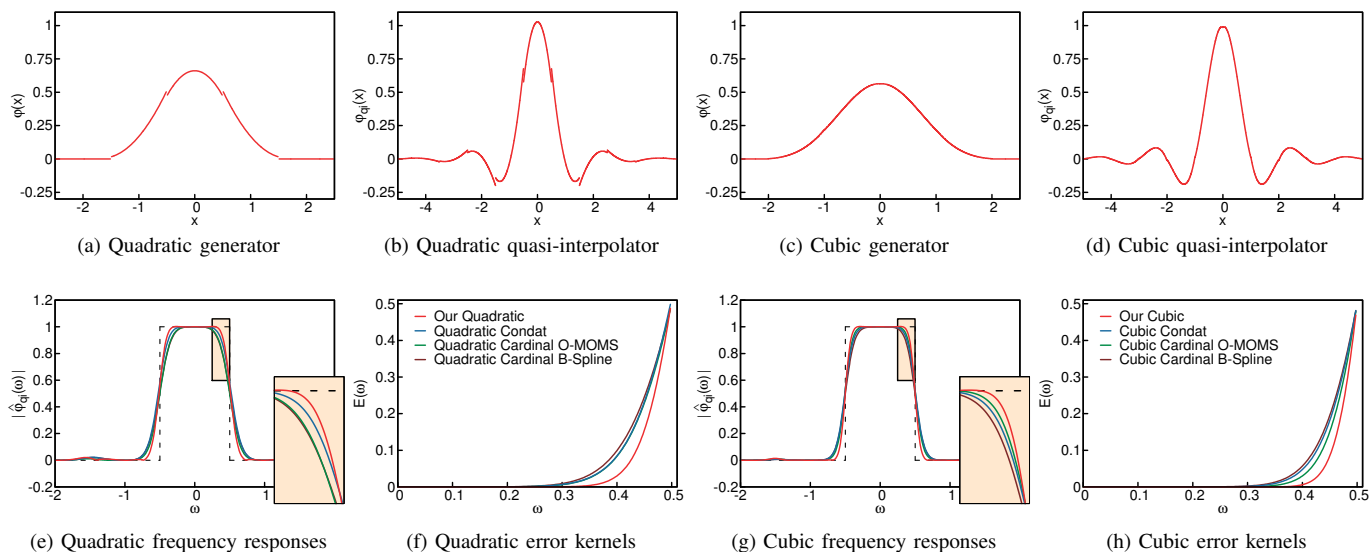 1
0.75
0.5
0.25
0
-0.25
φ(x)
-2 -1 0 1 2
x
(a) Quadratic generator
1
0.75
0.5
0.25
0
-0.25
φqi(x)
-4 -2 0 2 4
x
(b) Quadratic quasi-interpolator
1
0.75
0.5
0.25
0
-0.25
φ(x)
-2 -1 0 1 2
x
(c) Cubic generator
1
0.75
0.5
0.25
0
-0.25
φqi(x)
-4 -2 0 2 4
x
(d) Cubic quasi-interpolator
1.2
1
0.8
0.6
0.4
0.2
0
-0.2
|φ̂qi(ω)|
-2 -1 0 1
ω
(e) Quadratic frequency responses
0.5
0.4
0.3
0.2
0.1
0
E(ω)
Our Quadratic
Quadratic Condat
Quadratic Cardinal O-MOMS
Quadratic Cardinal B-Spline
0 0.1 0.2 0.3 0.4 0.5
ω
(f) Quadratic error kernels
1.2
1
0.8
0.6
0.4
0.2
0
-0.2
|φ̂qi(ω)|
-2 -1 0 1
ω
(g) Cubic frequency responses
0.5
0.4
0.3
0.2
0.1
0
E(ω)
Our Cubic
Cubic Condat
Cubic Cardinal O-MOMS
Cubic Cardinal B-Spline
0 0.1 0.2 0.3 0.4 0.5
ω
(h) Cubic error kernels